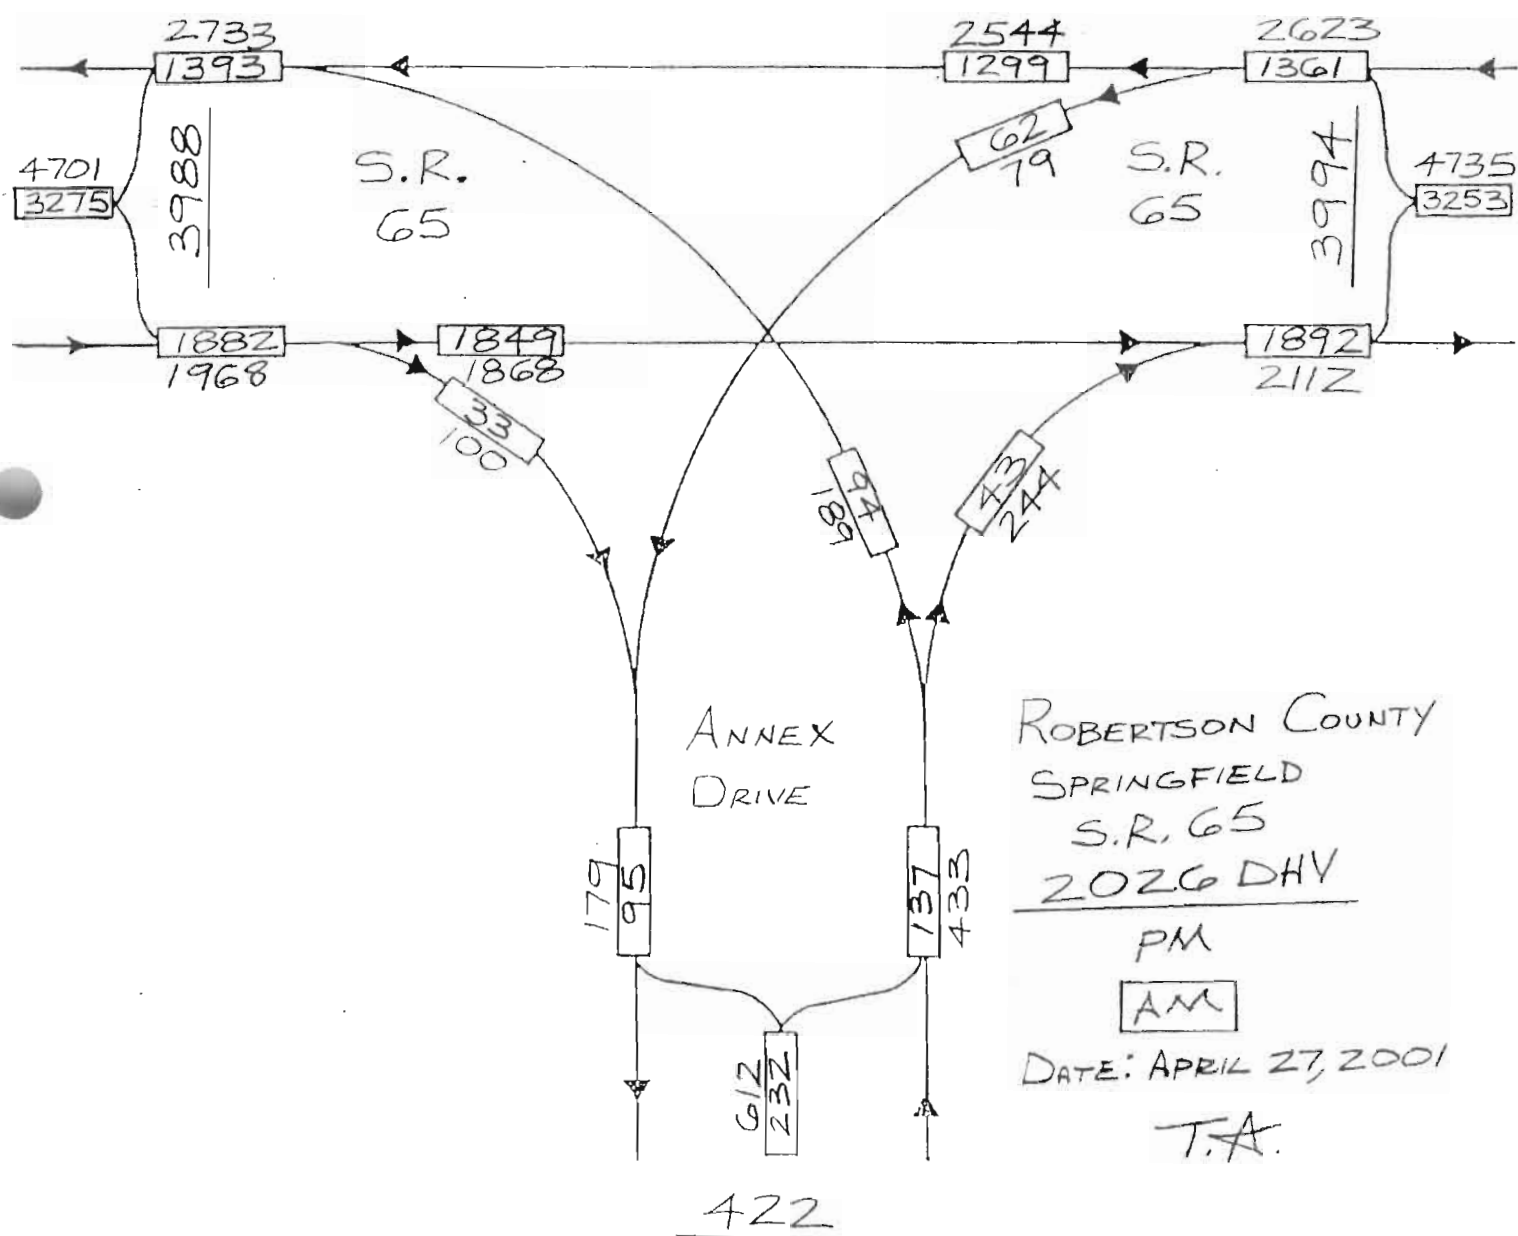 2733
1393
2544
1299
2623
1361
62
79
S.R.
65
S.R.
65
3988
3994
4701
3275
4735
3253
1882
1968
1849
1868
1892
2112
33
100
94
189
43
244
ANNEX
DRIVE
179
95
137
433
612
232
422
ROBERTSON COUNTY
SPRINGFIELD
S.R. 65
2026 DHV
PM
AM
DATE: APRIL 27, 2001
T.A.